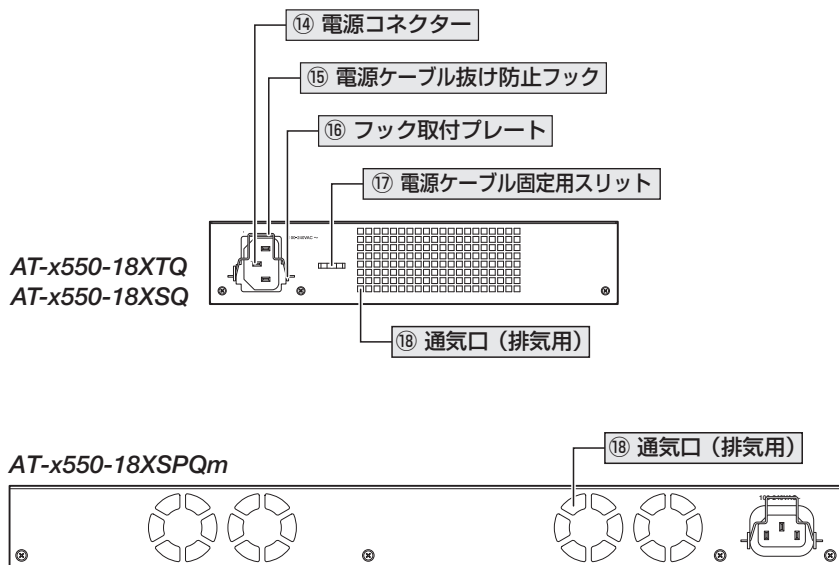 ⑭ 電源コネクター
⑮ 電源ケーブル抜け防止フック
⑯ フック取付プレート
⑰ 電源ケーブル固定用スリット
100-240VAC ～
AT-x550-18XTQ
AT-x550-18XSQ
⑱ 通気口（排気用）
⑱ 通気口（排気用）
AT-x550-18XSPQm